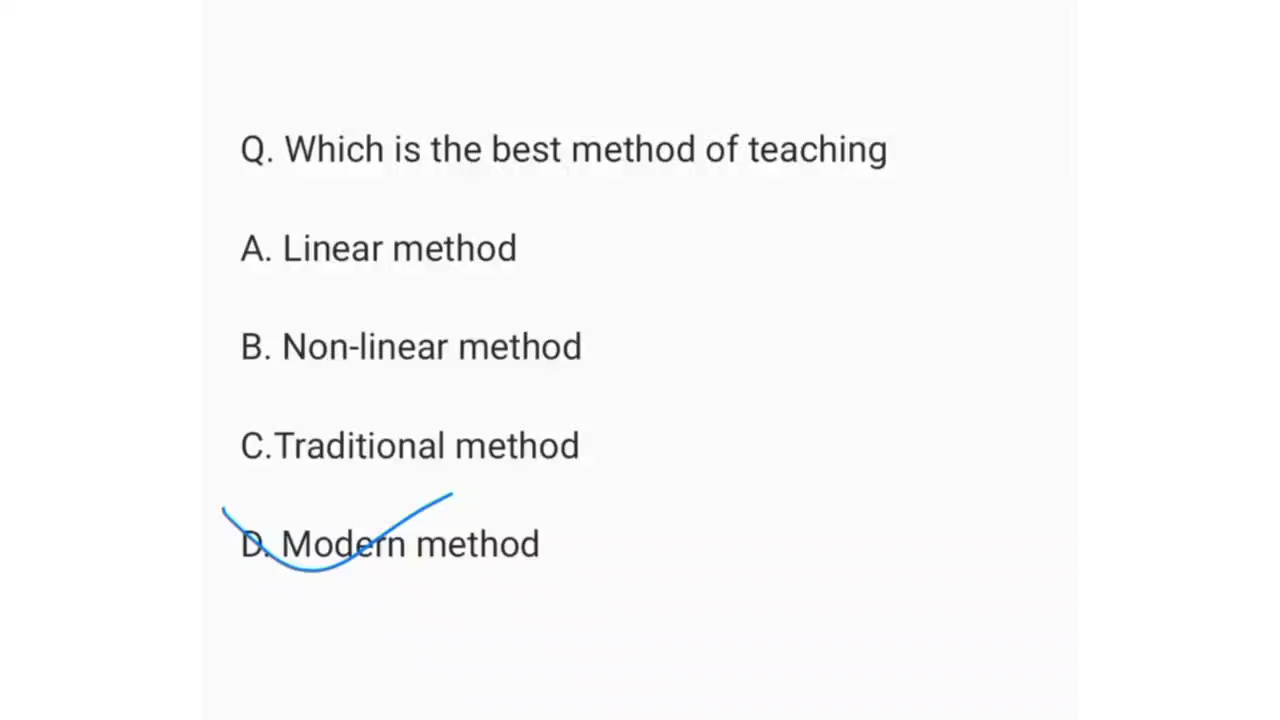 Q. Which is the best method of teaching
A. Linear method
B. Non-linear method
C.Traditional method
D. Modern method